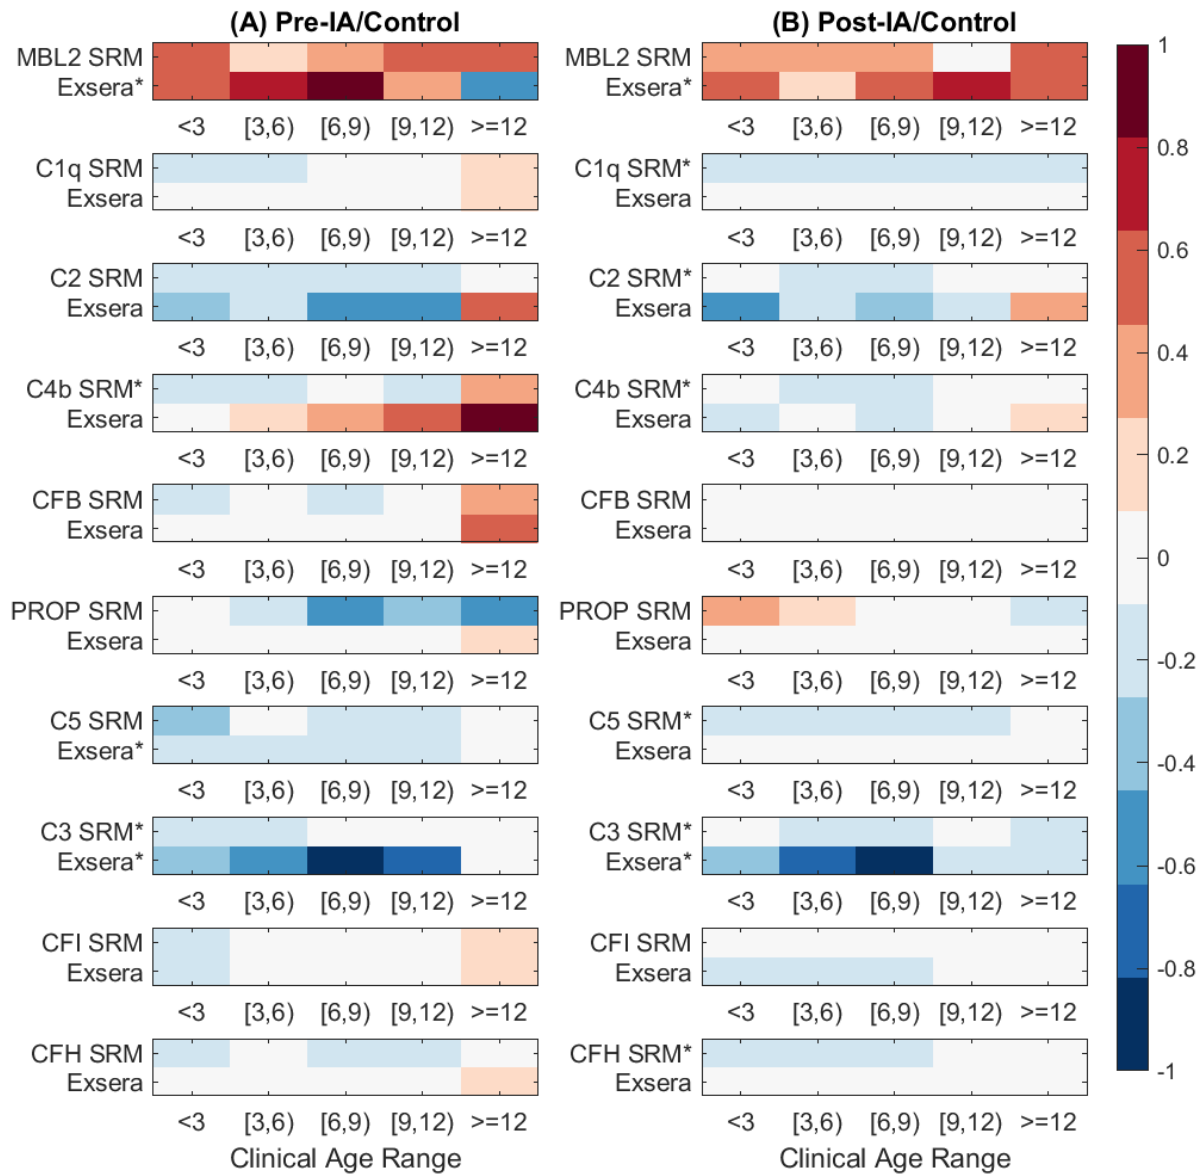 (A) Pre-IA/Control (B) Post-IA/Control
MBL2 SRM MBL2 SRM 1
Exsera* Exsera*
<3 [3,6) [6,9) [9,12) >=12 <3 [3,6) [6,9) [9,12) >=12 0.8
C1q SRM C1q SRM*
Exsera Exsera
<3 [3,6) [6,9) [9,12) >=12 <3 [3,6) [6,9) [9,12) >=12 0.6
C2 SRM C2 SRM*
Exsera Exsera
<3 [3,6) [6,9) [9,12) >=12 <3 [3,6) [6,9) [9,12) >=12 0.4
C4b SRM* C4b SRM*
Exsera Exsera
<3 [3,6) [6,9) [9,12) >=12 <3 [3,6) [6,9) [9,12) >=12 0.2
CFB SRM CFB SRM
Exsera Exsera
<3 [3,6) [6,9) [9,12) >=12 <3 [3,6) [6,9) [9,12) >=12 0
PROP SRM PROP SRM
Exsera Exsera
<3 [3,6) [6,9) [9,12) >=12 <3 [3,6) [6,9) [9,12) >=12 -0.2
C5 SRM C5 SRM*
Exsera* Exsera
<3 [3,6) [6,9) [9,12) >=12 <3 [3,6) [6,9) [9,12) >=12 -0.4
C3 SRM* C3 SRM*
Exsera* Exsera*
<3 [3,6) [6,9) [9,12) >=12 <3 [3,6) [6,9) [9,12) >=12 -0.6
CFI SRM CFI SRM
Exsera Exsera -0.8
<3 [3,6) [6,9) [9,12) >=12 <3 [3,6) [6,9) [9,12) >=12
CFH SRM CFH SRM*
Exsera Exsera -1
<3 [3,6) [6,9) [9,12) >=12 <3 [3,6) [6,9) [9,12) >=12
Clinical Age Range Clinical Age Range